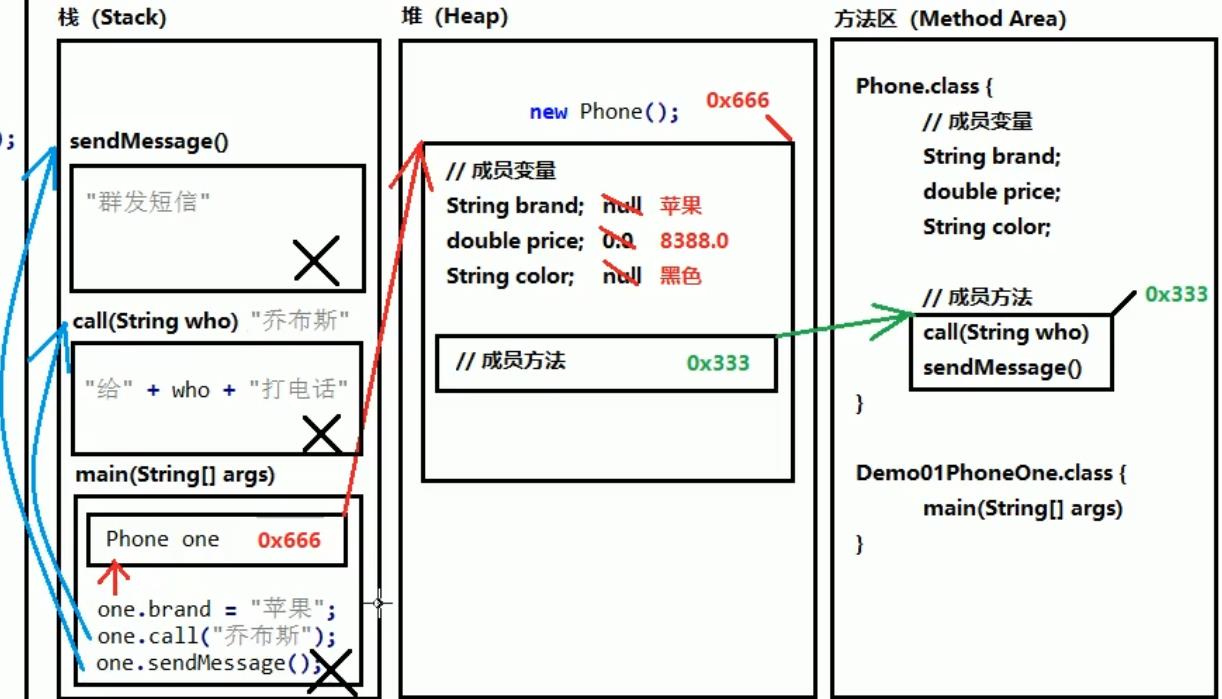 栈（Stack）
);
sendMessage()
"群发短信"
call(String who) "乔布斯"
"给" + who + "打电话"
main(String[] args)
Phone one 0x666
one.brand = "苹果";
one.call("乔布斯");
one.sendMessage();
堆（Heap）
new Phone(); 0x666
// 成员变量
String brand; null 苹果
double price; 0.0 8388.0
String color; null 黑色
// 成员方法 0x333
方法区（Method Area）
Phone.class {
// 成员变量
String brand;
double price;
String color;
// 成员方法 0x333
call(String who)
sendMessage()
}
Demo01PhoneOne.class {
main(String[] args)
}